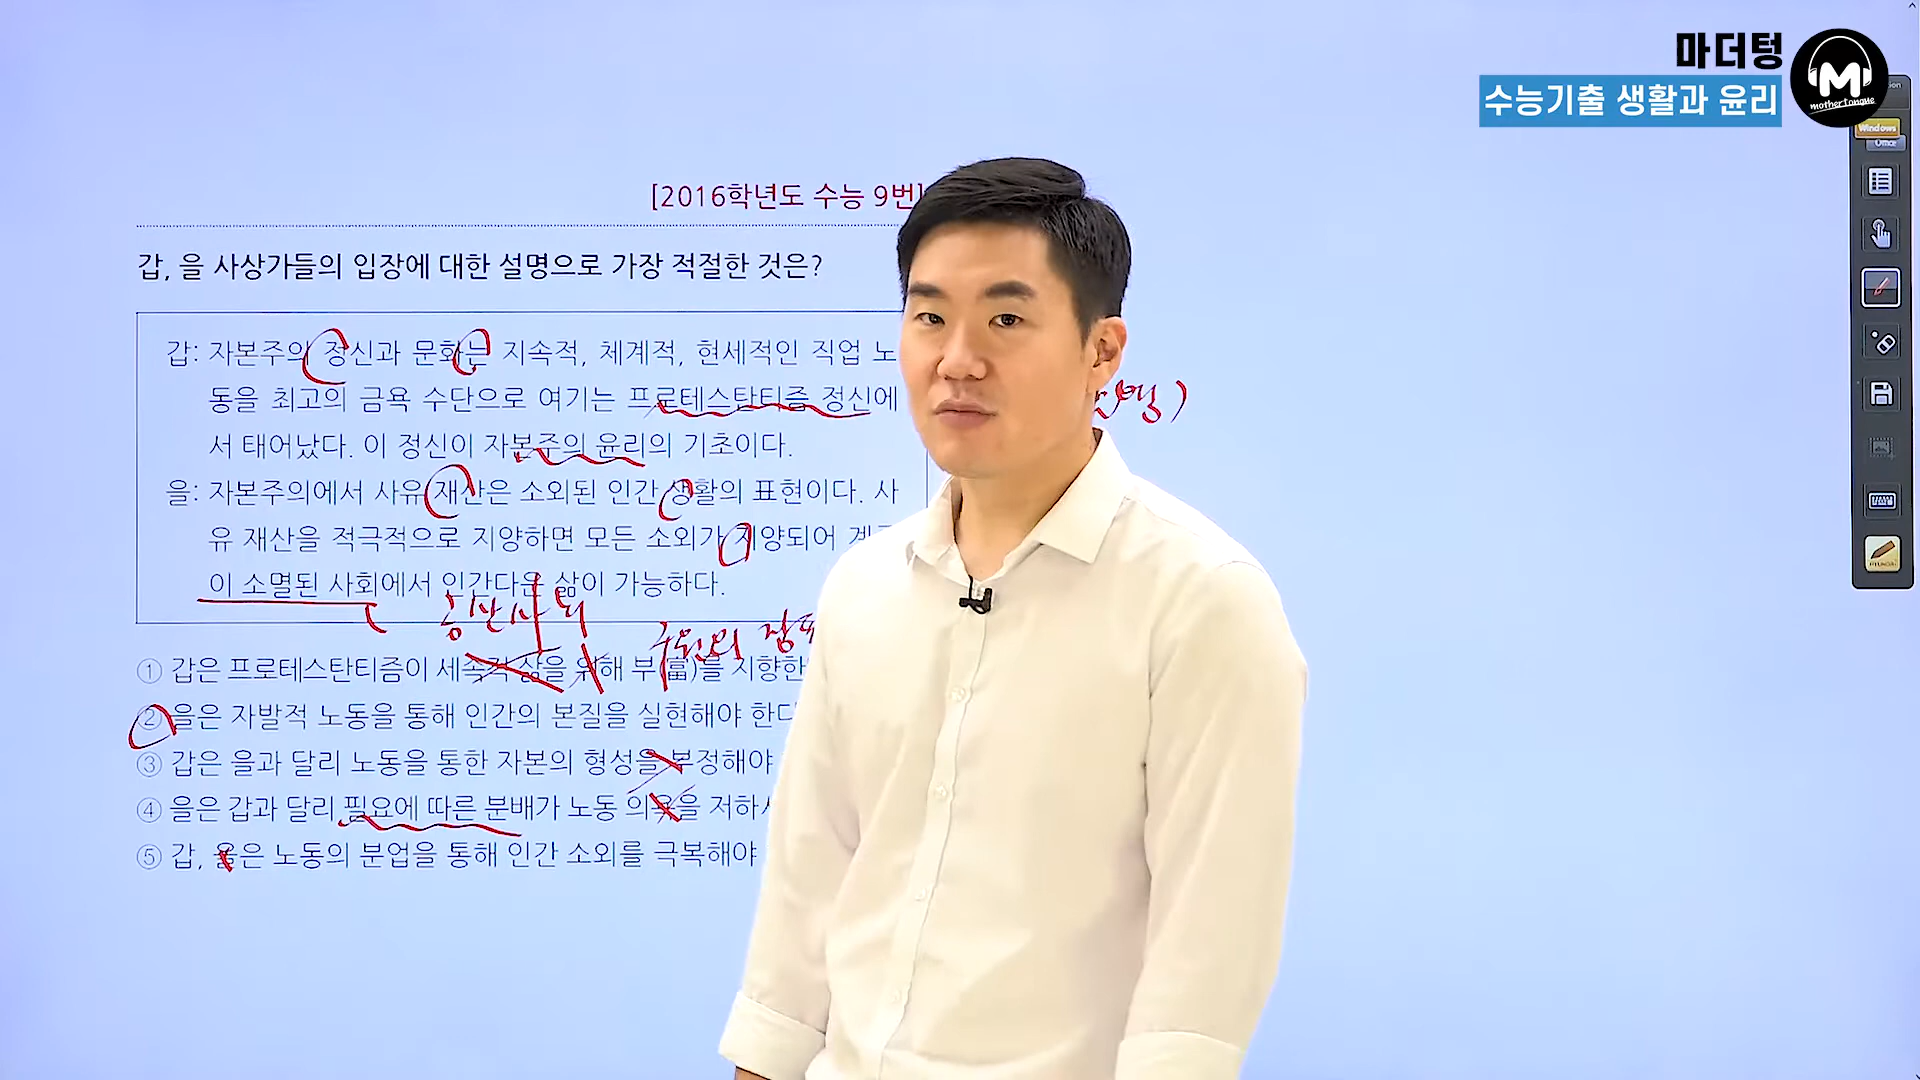 마더텅
수능기출 생활과 윤리
M
mothertongue
Windows
Office
[2016학년도 수능 9번]
갑, 을 사상가들의 입장에 대한 설명으로 가장 적절한 것은?
갑: 자본주의 정신과 문화는 지속적, 체계적, 현세적인 직업 노
동을 최고의 금욕 수단으로 여기는 프로테스탄티즘 정신에
서 태어났다. 이 정신이 자본주의 윤리의 기초이다.
을: 자본주의에서 사유 재산은 소외된 인간 생활의 표현이다. 사
유 재산을 적극적으로 지양하면 모든 소외가 지양되어
이 소멸된 사회에서 인간다운 삶이 가능하다.
공산사회
구원의
① 갑은 프로테스탄티즘이 세속적 삶을 위해 부(富)를 지향한
② 을은 자발적 노동을 통해 인간의 본질을 실현해야 한다
③ 갑은 을과 달리 노동을 통한 자본의 형성을 부정해야
④ 을은 갑과 달리 필요에 따른 분배가 노동 의욕을 저하시
⑤ 갑, 을은 노동의 분업을 통해 인간 소외를 극복해야